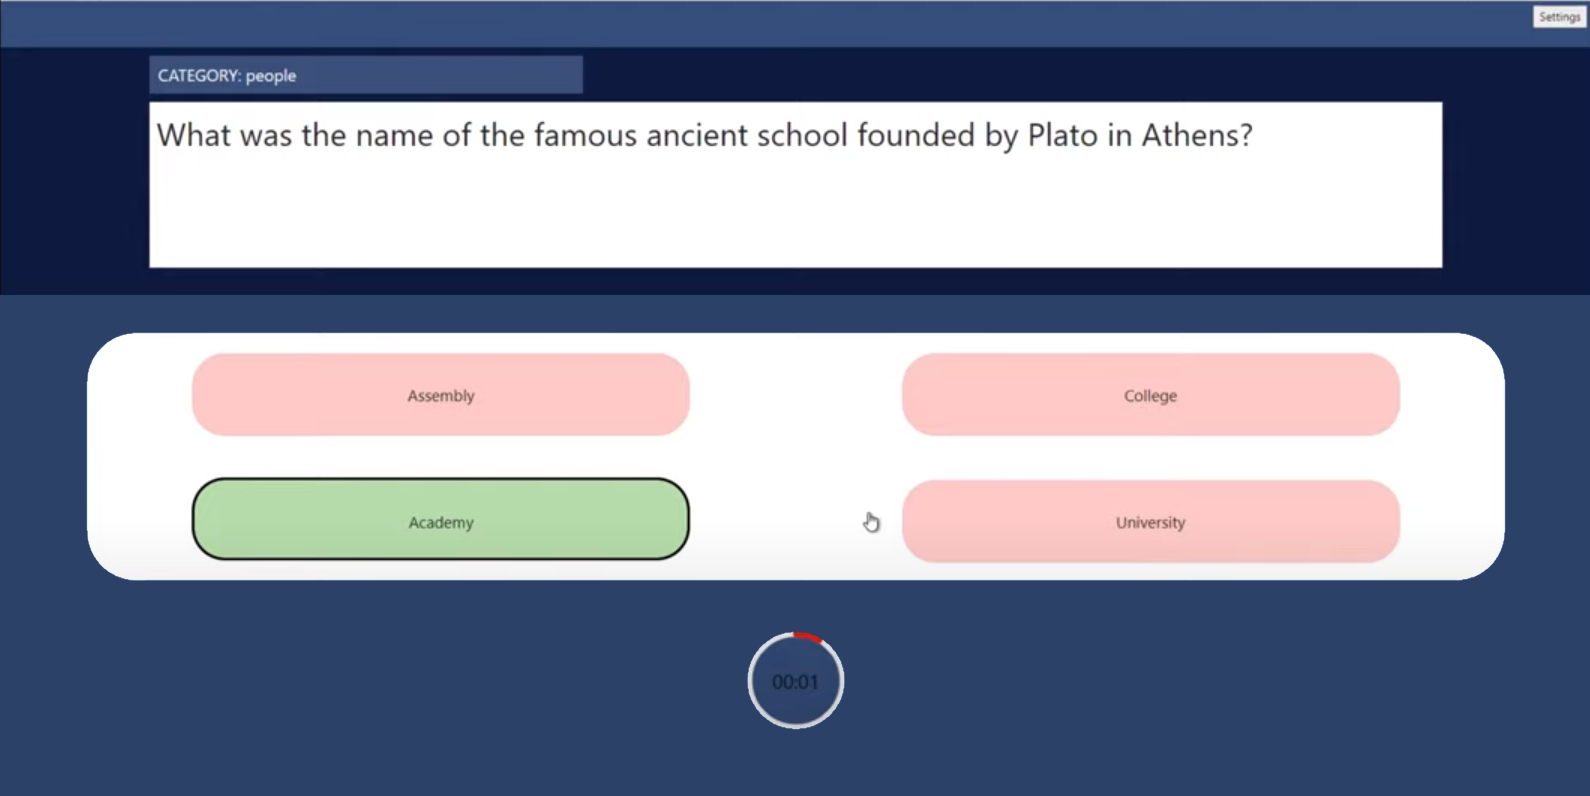 Settings
CATEGORY: people
What was the name of the famous ancient school founded by Plato in Athens?
Assembly
College
Academy
University
00:01